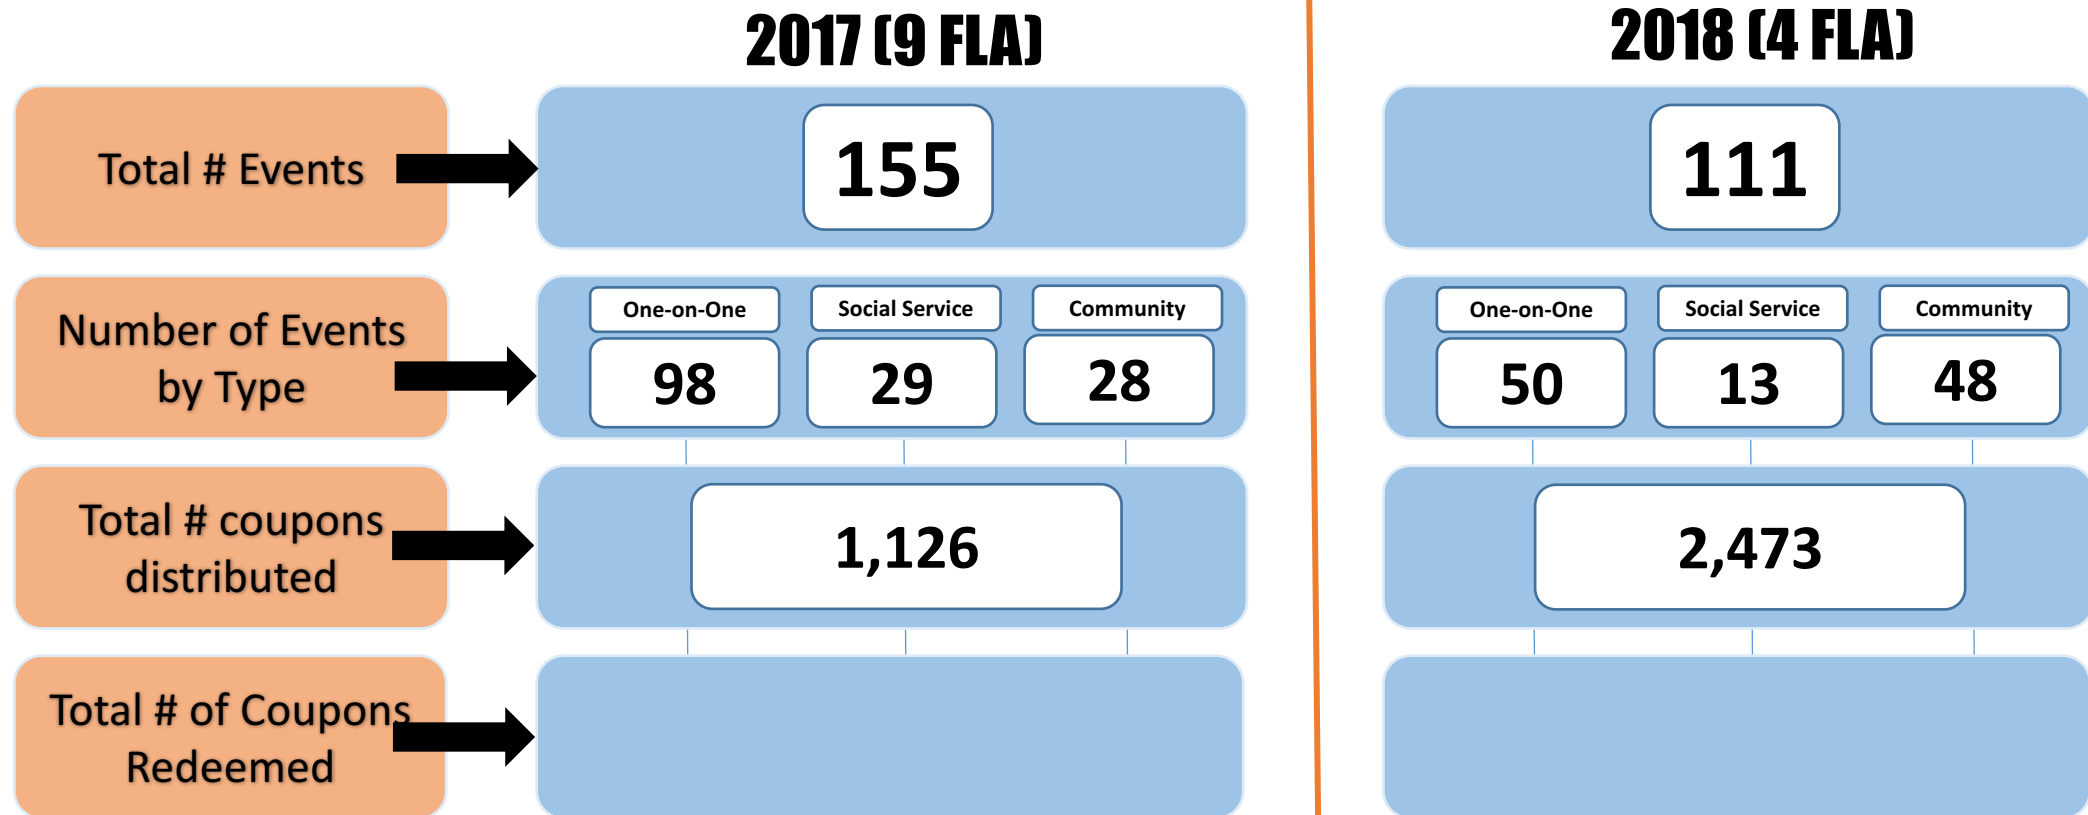 2017 (9 FLA)
2018 (4 FLA)
Total # Events
155
111
Number of Events
by Type
One-on-One
Social Service
Community
98
29
28
One-on-One
Social Service
Community
50
13
48
Total # coupons
distributed
1,126
2,473
Total # of Coupons
Redeemed